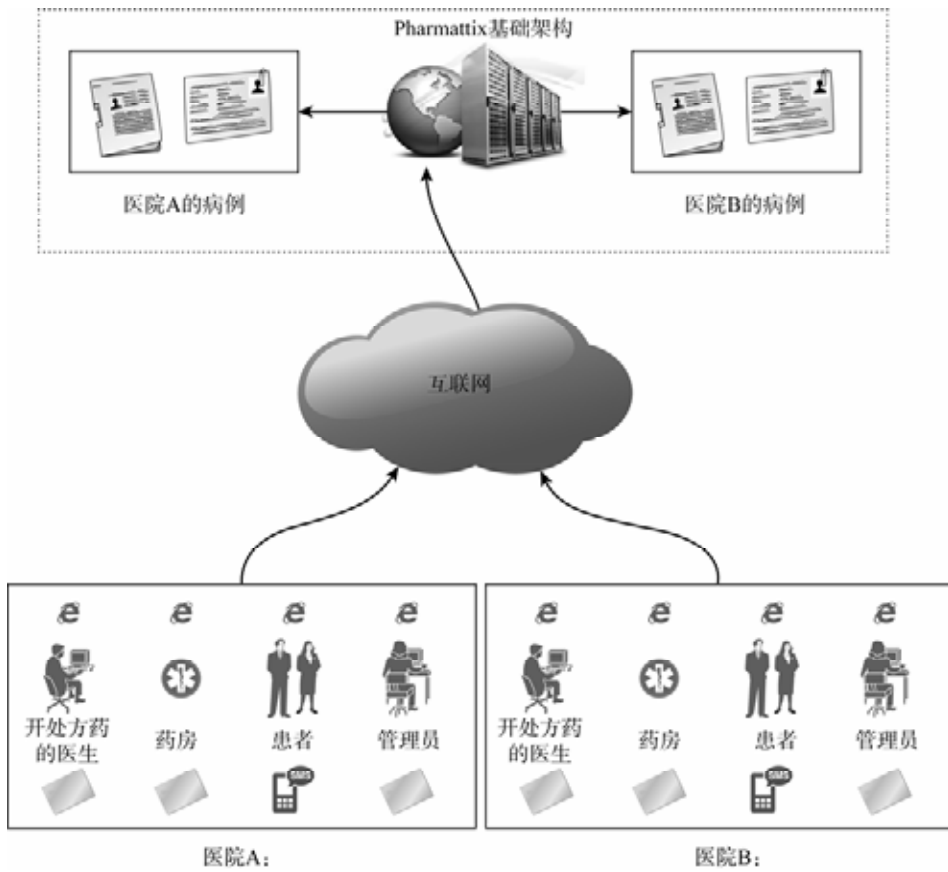 Pharmattix基础架构
医院A的病例
医院B的病例
互联网
开处方药
的医生
药房
患者
管理员
SMS
开处方药
的医生
药房
患者
管理员
SMS
医院A:
医院B: